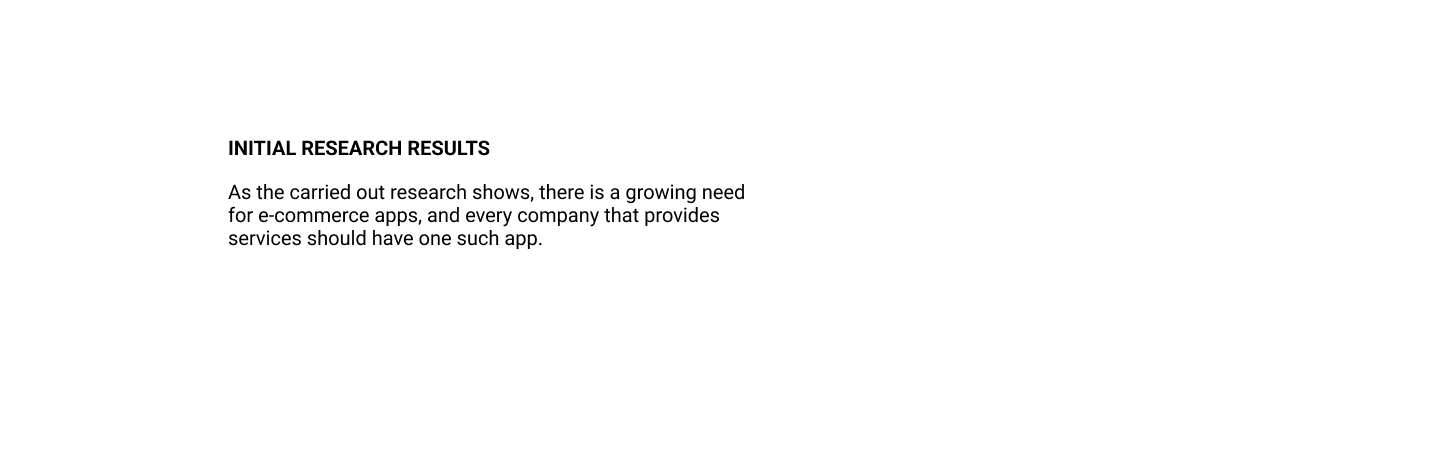 INITIAL RESEARCH RESULTS
As the carried out research shows, there is a growing need
for e-commerce apps, and every company that provides
services should have one such app.